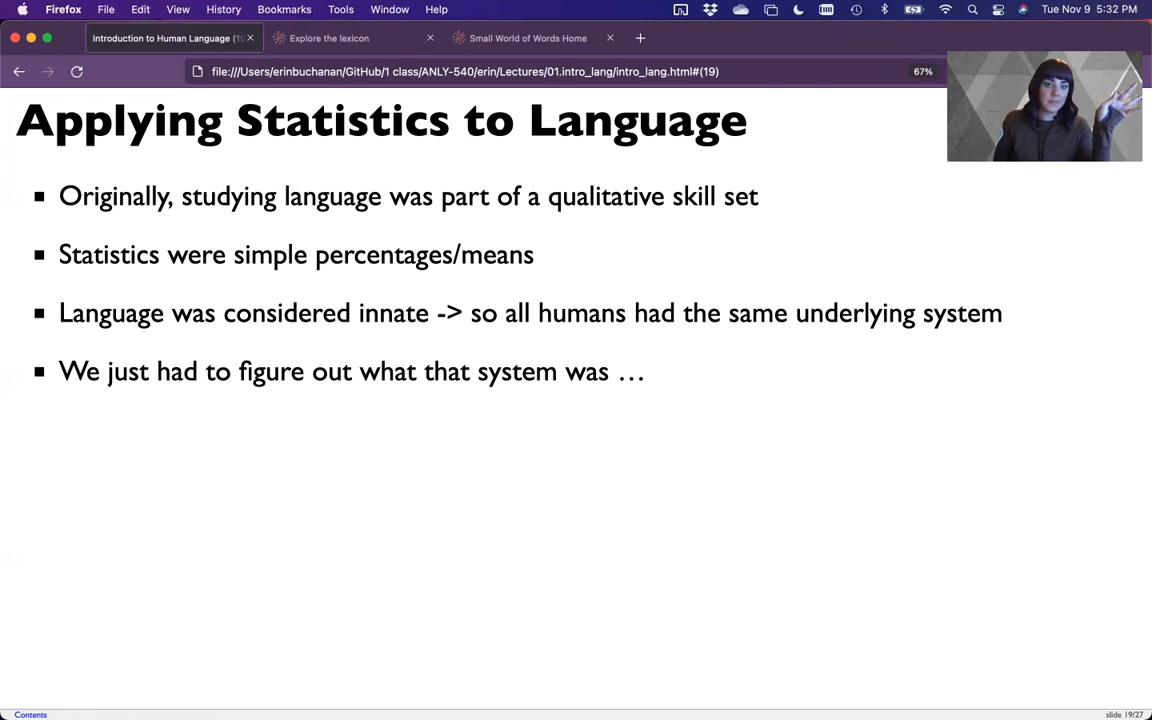 Firefox File Edit View History Bookmarks Tools Window Help Tue Nov 9 5:32 PM
Introduction to Human Language (19 Explore the lexicon Small World of Words Home
file:///Users/erinbuchanan/GitHub/1 class/ANLY-540/erin/Lectures/01.intro_lang/intro_lang.html#(19) 67%
Applying Statistics to Language
Originally, studying language was part of a qualitative skill set
Statistics were simple percentages/means
Language was considered innate -> so all humans had the same underlying system
We just had to figure out what that system was …
Contents slide 19/27